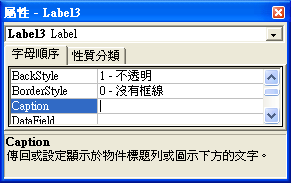 屬性 - Label3
Label3 Label
字母順序 性質分類
BackStyle 1 - 不透明
BorderStyle 0 - 沒有框線
Caption
DataField
Caption
傳回或設定顯示於物件標題列或圖示下方的文字。